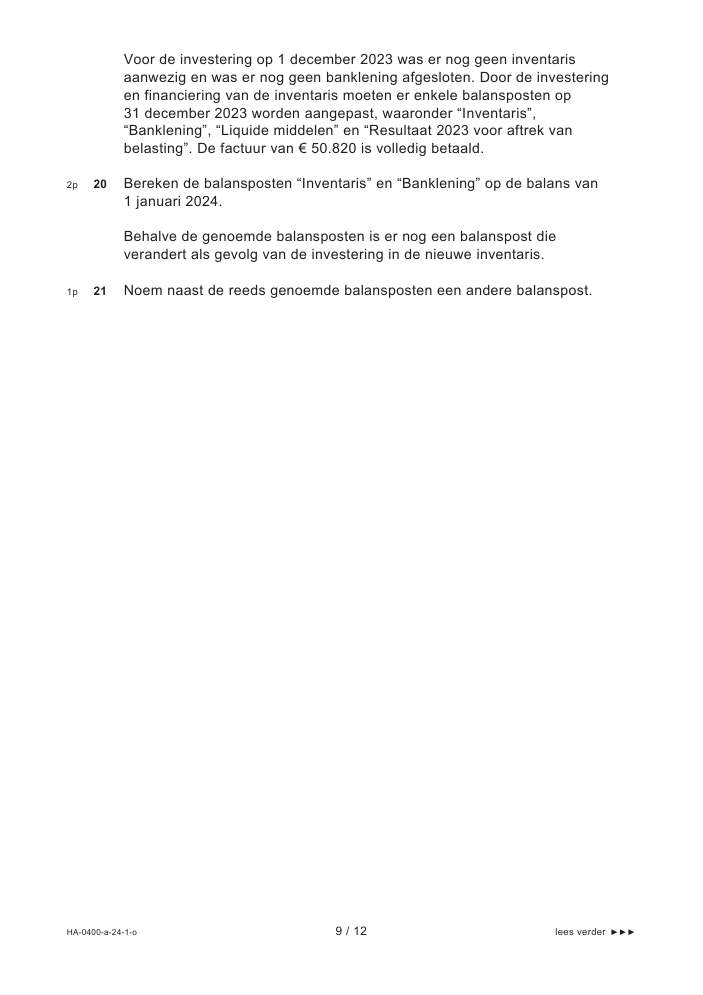 Voor de investering op 1 december 2023 was er nog geen inventaris
aanwezig en was er nog geen banklening afgesloten. Door de investering
en financiering van de inventaris moeten er enkele balansposten op
31 december 2023 worden aangepast, waaronder “Inventaris”,
“Banklening”, “Liquide middelen” en “Resultaat 2023 voor aftrek van
belasting”. De factuur van € 50.820 is volledig betaald.
2p 20 Bereken de balansposten “Inventaris” en “Banklening” op de balans van
1 januari 2024.
Behalve de genoemde balansposten is er nog een balanspost die
verandert als gevolg van de investering in de nieuwe inventaris.
1p 21 Noem naast de reeds genoemde balansposten een andere balanspost.
HA-0400-a-24-1-o 9 / 12 lees verder ►►►